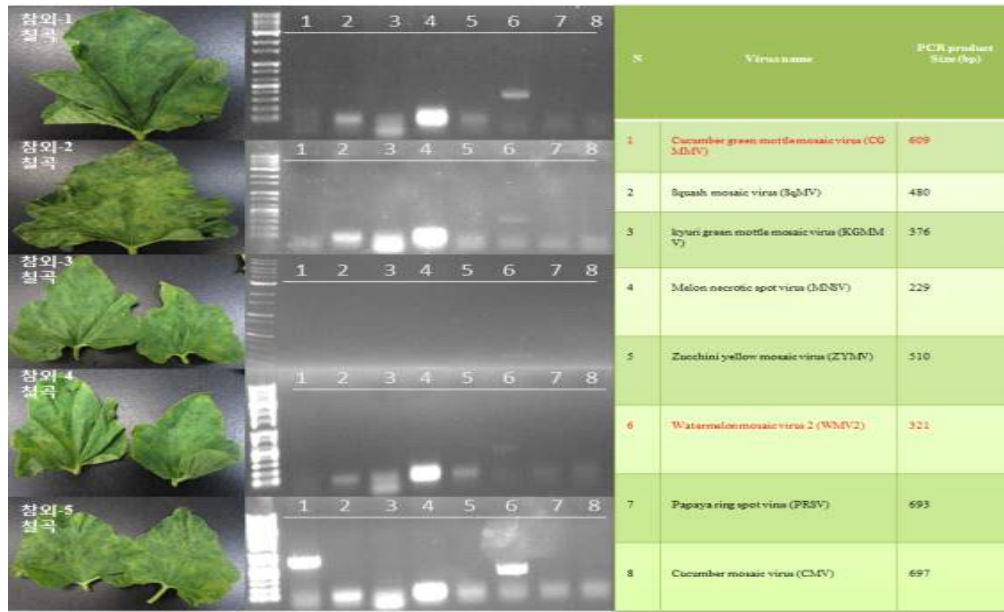 참외-1
칠곡
1 2 3 4 5 6 7 8
참외-2
칠곡
1 2 3 4 5 6 7 8
참외-3
칠곡
1 2 3 4 5 6 7 8
참외-4
칠곡
1 2 3 4 5 6 7 8
참외-5
칠곡
1 2 3 4 5 6 7 8
N Virus name PCR product
Size (bp)
1 Cucumber green mottle mosaic virus (CG
MMV) 609
2 Squash mosaic virus (SqMV) 480
3 kyuri green mottle mosaic virus (KGMM
V) 376
4 Melon necrotic spot virus (MNSV) 229
5 Zucchini yellow mosaic virus (ZYMV) 510
6 Watermelon mosaic virus 2 (WMV2) 321
7 Papaya ring spot virus (PRSV) 693
8 Cucumber mosaic virus (CMV) 697